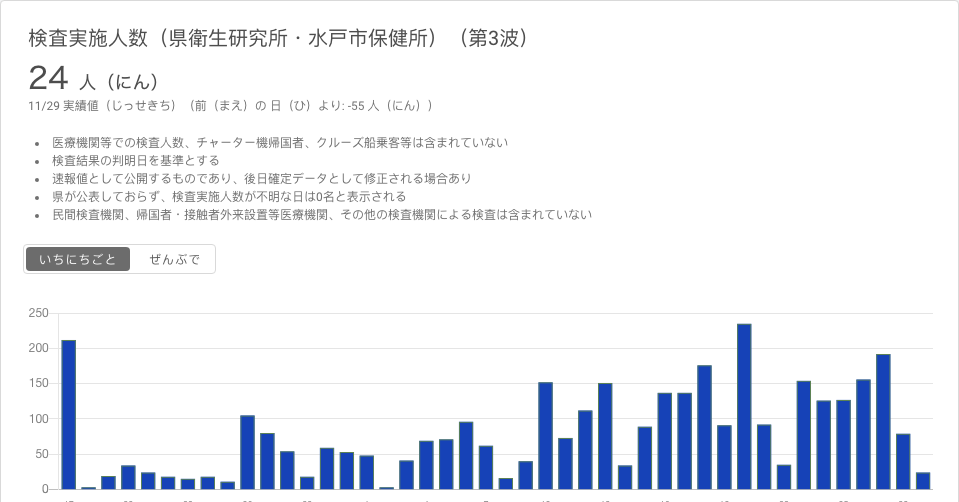 検査実施人数（県衛生研究所・水戸市保健所）（第3波）
24 人（にん）
11/29 実績値（じっせきち）（前（まえ）の 日（ひ）より: -55 人（にん））
医療機関等での検査人数、チャーター機帰国者、クルーズ船乗客等は含まれていない
検査結果の判明日を基準とする
速報値として公開するものであり、後日確定データとして修正される場合あり
県が公表しておらず、検査実施人数が不明な日は0名と表示される
民間検査機関、帰国者・接触者外来設置等医療機関、その他の検査機関による検査は含まれていない
いちにちごと ぜんぶで
250
200
150
100
50
0